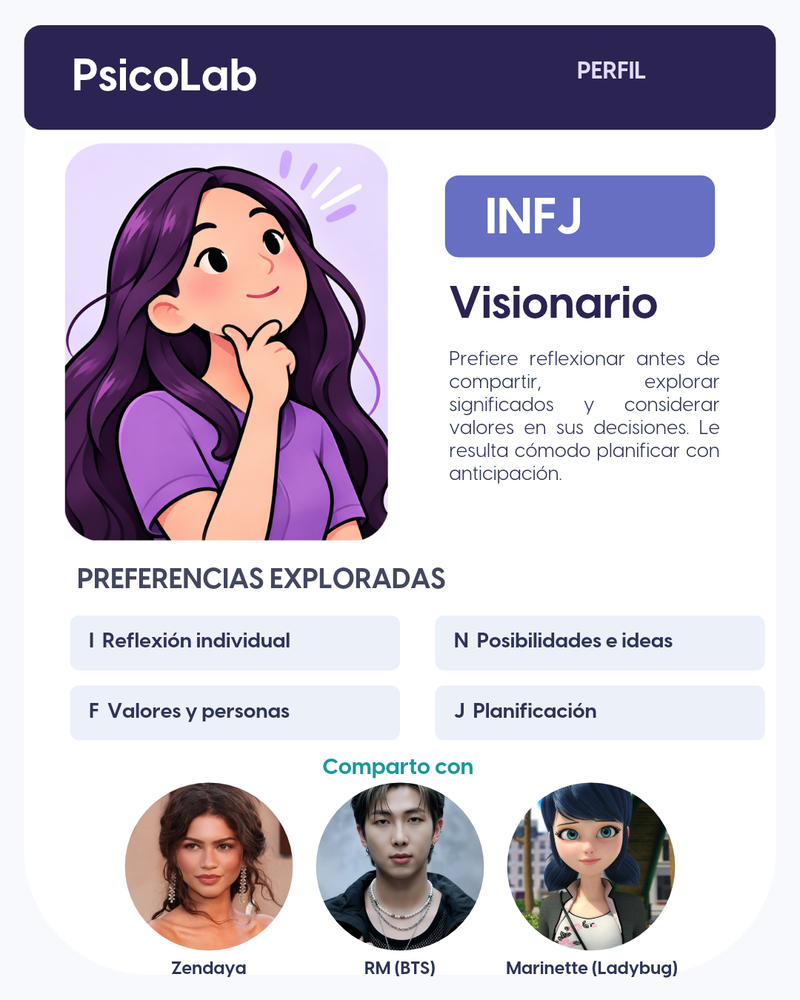 PsicoLab
PERFIL
INFJ
Visionario
Prefiere reflexionar antes de
compartir, explorar
significados y considerar
valores en sus decisiones. Le
resulta cómodo planificar con
anticipación.
PREFERENCIAS EXPLORADAS
I Reflexión individual
N Posibilidades e ideas
F Valores y personas
J Planificación
Comparto con
Zendaya
RM (BTS)
Marinette (Ladybug)